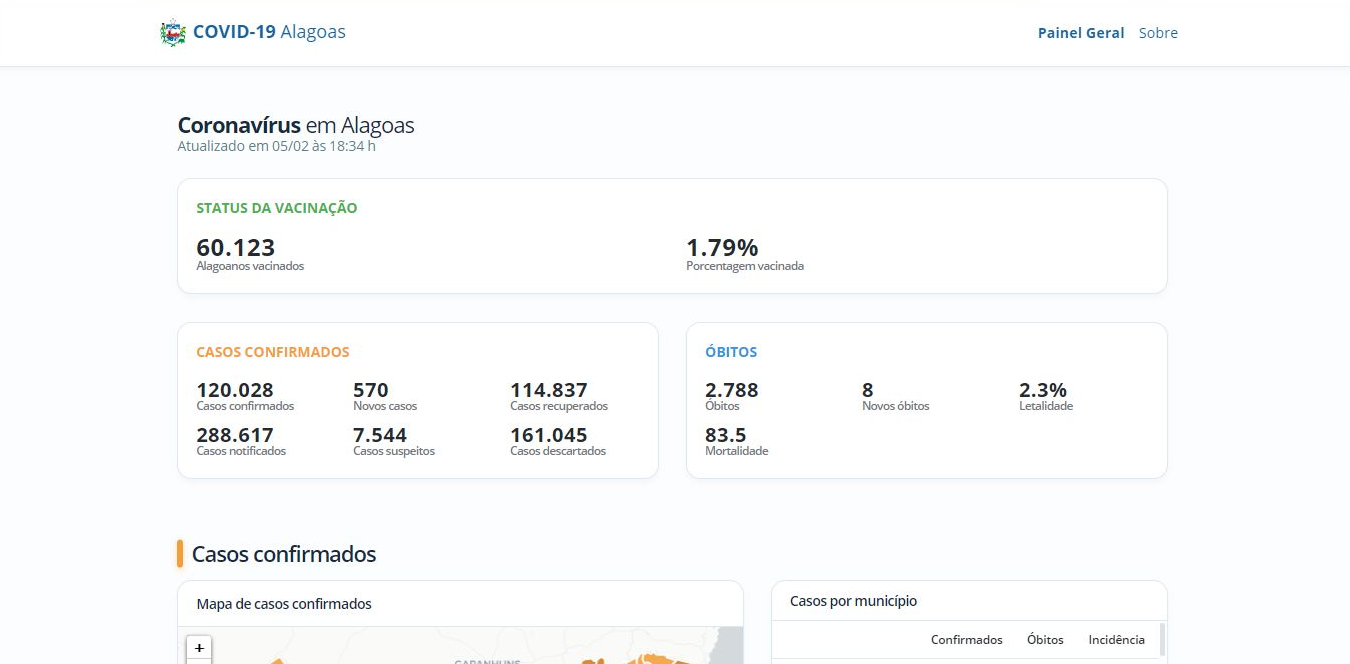 COVID-19 Alagoas
Painel Geral Sobre
Coronavírus em Alagoas
Atualizado em 05/02 às 18:34 h
STATUS DA VACINAÇÃO
60.123 1.79%
Alagoanos vacinados Porcentagem vacinada
CASOS CONFIRMADOS
120.028 570 114.837
Casos confirmados Novos casos Casos recuperados
288.617 7.544 161.045
Casos notificados Casos suspeitos Casos descartados
ÓBITOS
2.788 8 2.3%
Óbitos Novos óbitos Letalidade
83.5
Mortalidade
Casos confirmados
Mapa de casos confirmados
+
GARANHUNS
Casos por município
Confirmados Óbitos Incidência